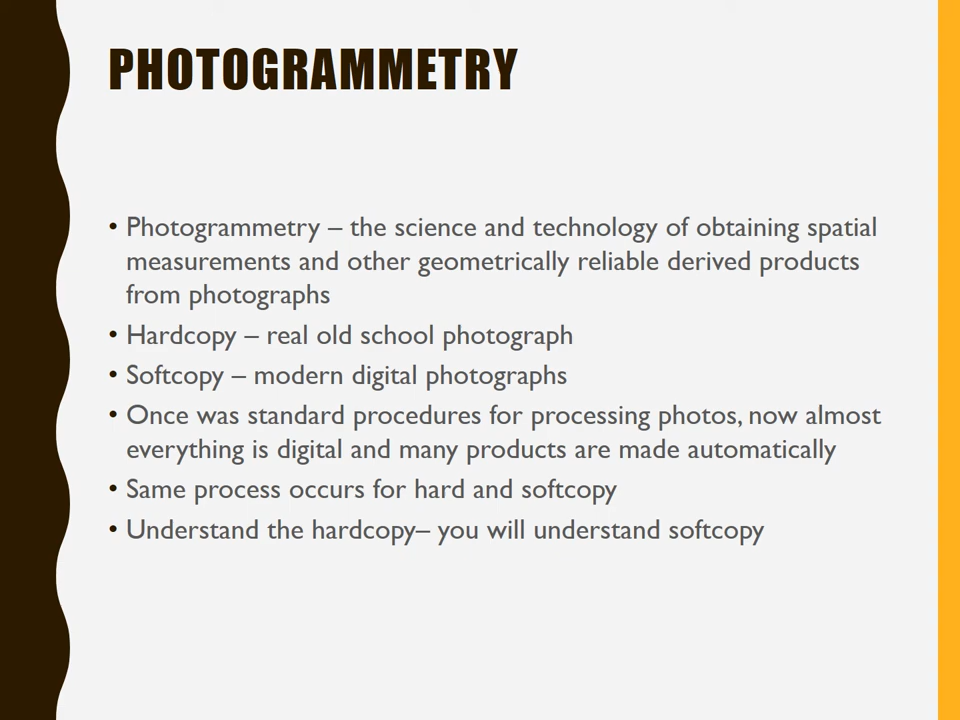 PHOTOGRAMMETRY
• Photogrammetry – the science and technology of obtaining spatial
measurements and other geometrically reliable derived products
from photographs
• Hardcopy – real old school photograph
• Softcopy – modern digital photographs
• Once was standard procedures for processing photos, now almost
everything is digital and many products are made automatically
• Same process occurs for hard and softcopy
• Understand the hardcopy– you will understand softcopy